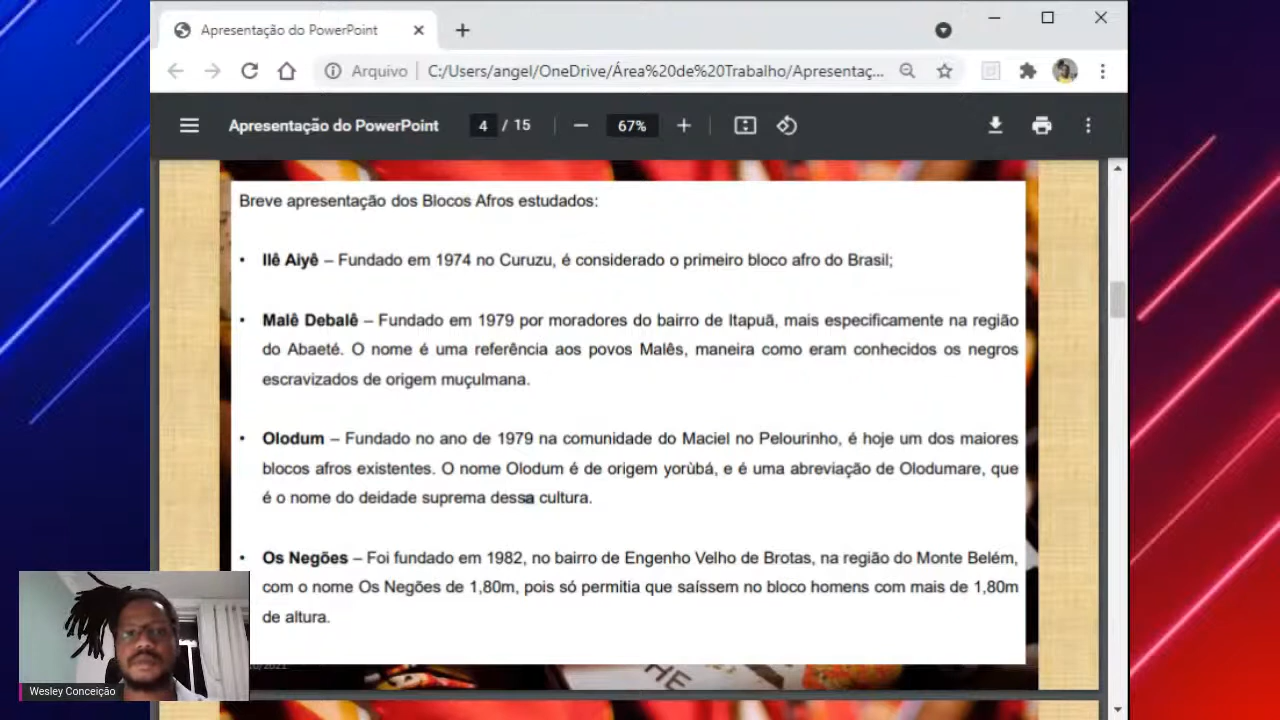 Apresentação do PowerPoint
Arquivo
C:/Users/angel/OneDrive/Área%20de%20Trabalho/Apresentaç...
Apresentação do PowerPoint 4 / 15 67%
Breve apresentação dos Blocos Afros estudados:
• Ilê Aiyê – Fundado em 1974 no Curuzu, é considerado o primeiro bloco afro do Brasil;
• Malê Debalê – Fundado em 1979 por moradores do bairro de Itapuã, mais especificamente na região
do Abaeté. O nome é uma referência aos povos Malês, maneira como eram conhecidos os negros
escravizados de origem muçulmana.
• Olodum – Fundado no ano de 1979 na comunidade do Maciel no Pelourinho, é hoje um dos maiores
blocos afros existentes. O nome Olodum é de origem yorùbá, e é uma abreviação de Olodumare, que
é o nome do deidade suprema dessa cultura.
• Os Negões – Foi fundado em 1982, no bairro de Engenho Velho de Brotas, na região do Monte Belém,
com o nome Os Negões de 1,80m, pois só permitia que saíssem no bloco homens com mais de 1,80m
de altura.
HE
Wesley Conceição